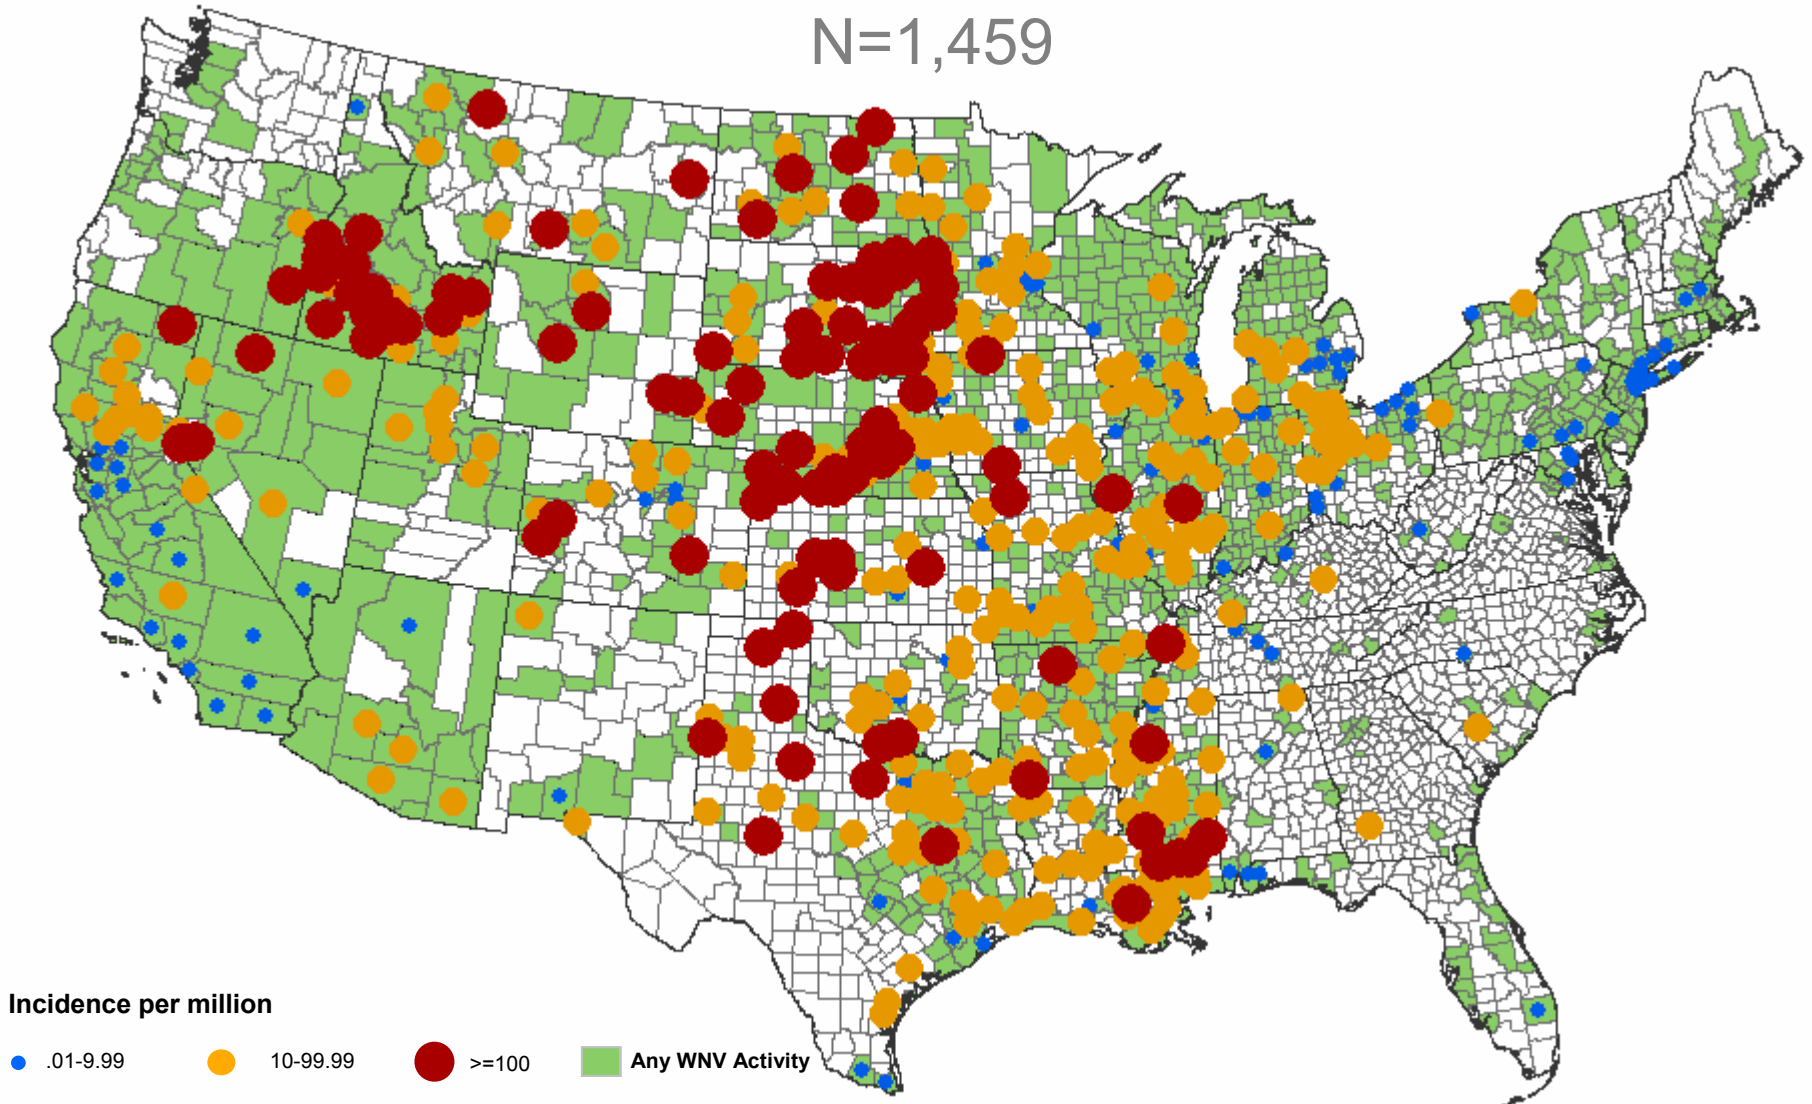 N=1,459
Incidence per million
.01-9.99
10-99.99
>=100
Any WNV Activity